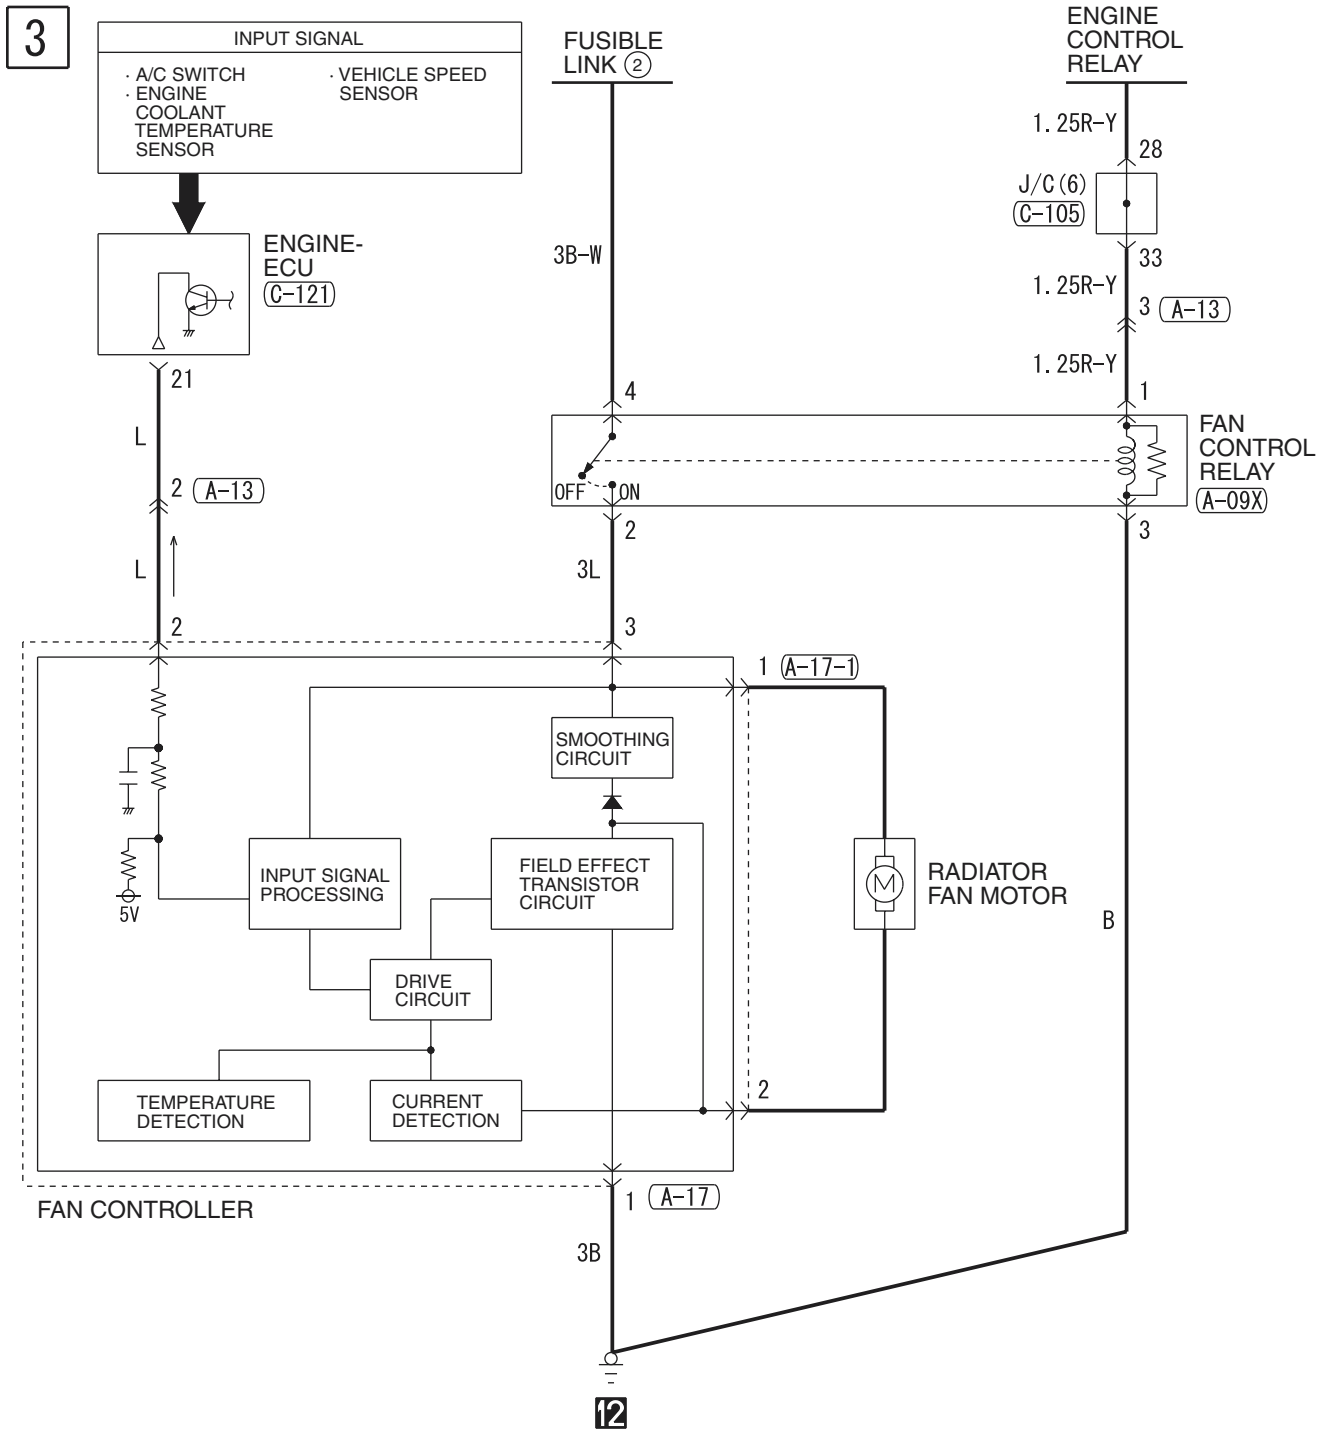 3
INPUT SIGNAL
· A/C SWITCH
· ENGINE
COOLANT
TEMPERATURE
SENSOR
· VEHICLE SPEED
SENSOR
FUSIBLE
LINK 2
ENGINE
CONTROL
RELAY
1.25R-Y
28
J/C(6)
C-105
33
1.25R-Y
3 A-13
1.25R-Y
1
ENGINE-
ECU
C-121
21
L
2 A-13
L
2
3B-W
4
OFF
ON
FAN
CONTROL
RELAY
A-09X
2
3
3L
3
1 A-17-1
SMOOTHING
CIRCUIT
5V
INPUT SIGNAL
PROCESSING
FIELD EFFECT
TRANSISTOR
CIRCUIT
M
RADIATOR
FAN MOTOR
B
DRIVE
CIRCUIT
TEMPERATURE
DETECTION
CURRENT
DETECTION
2
FAN CONTROLLER
1 A-17
3B
12